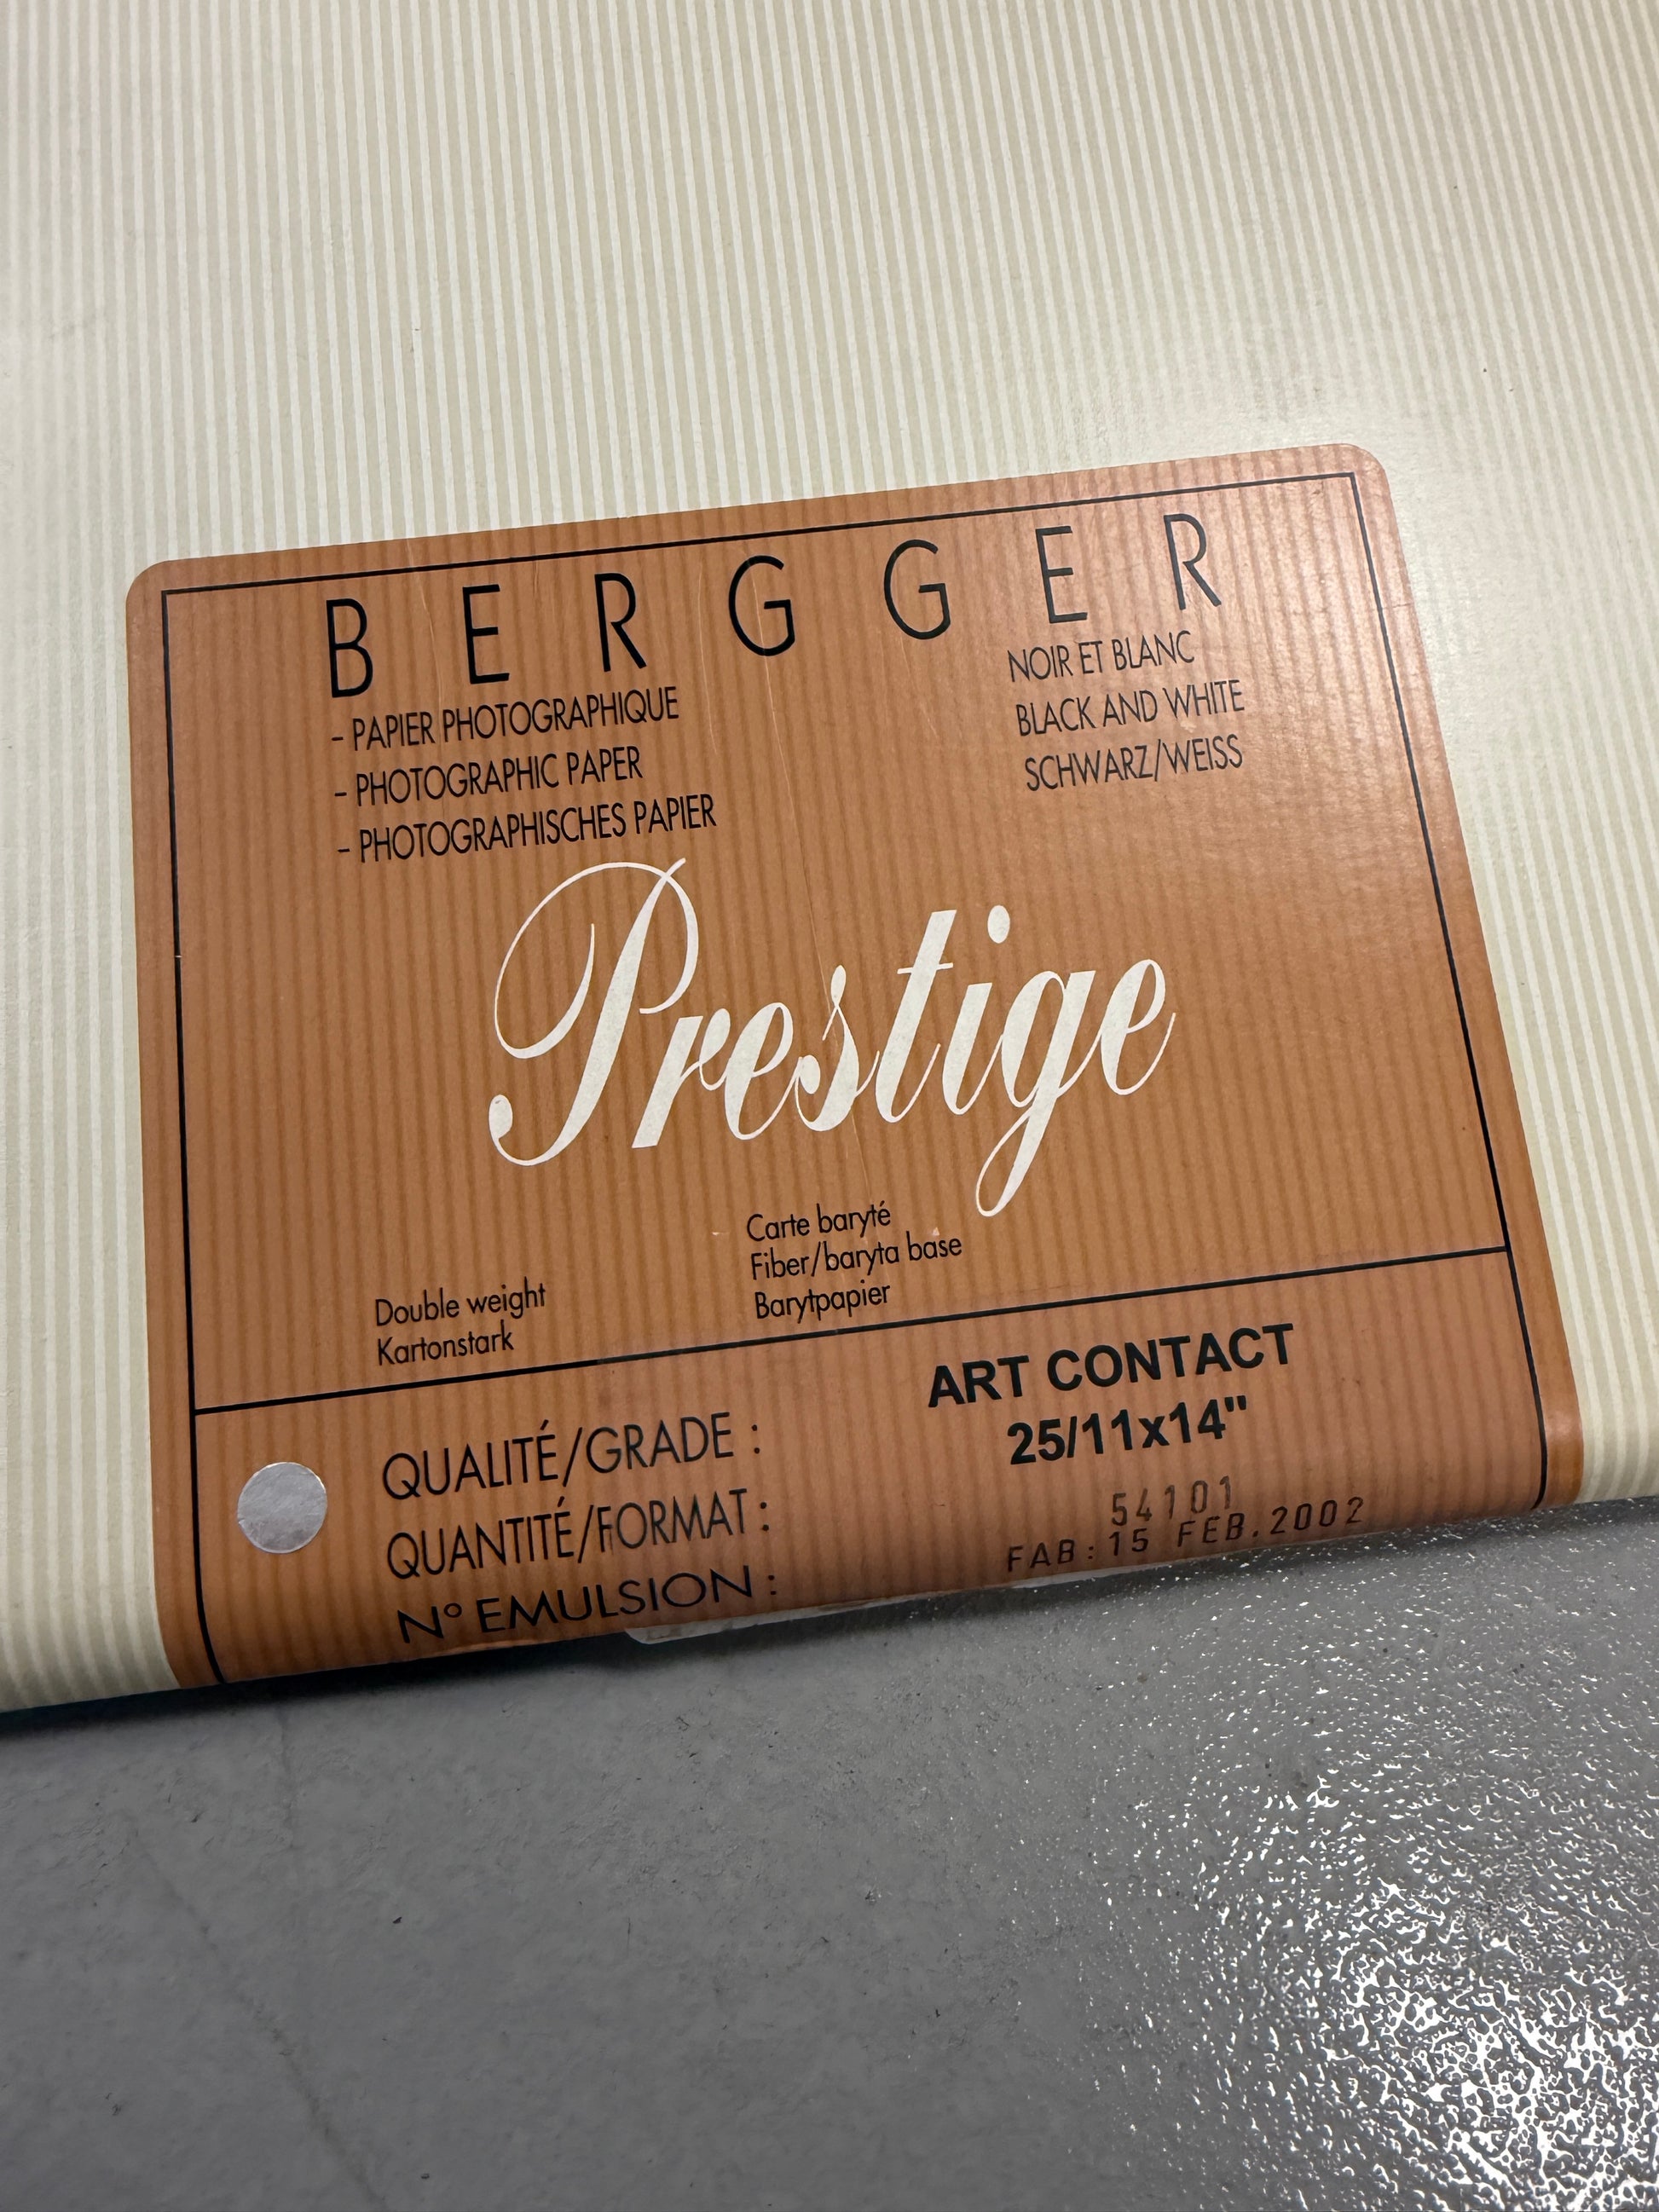 BERGGER
- PAPIER PHOTOGRAPHIQUE
- PHOTOGRAPHIC PAPER
- PHOTOGRAPHISCHES PAPIER
NOIR ET BLANC
BLACK AND WHITE
SCHWARZ/WEISS
Prestige
Double weight
Kartonstark
Carte baryté
Fiber/baryta base
Barytpapier
QUALITÉ/GRADE : ART CONTACT
QUANTITÉ/FORMAT : 25/11x14"
N° EMULSION : 54101
FAB:15 FEB.2002